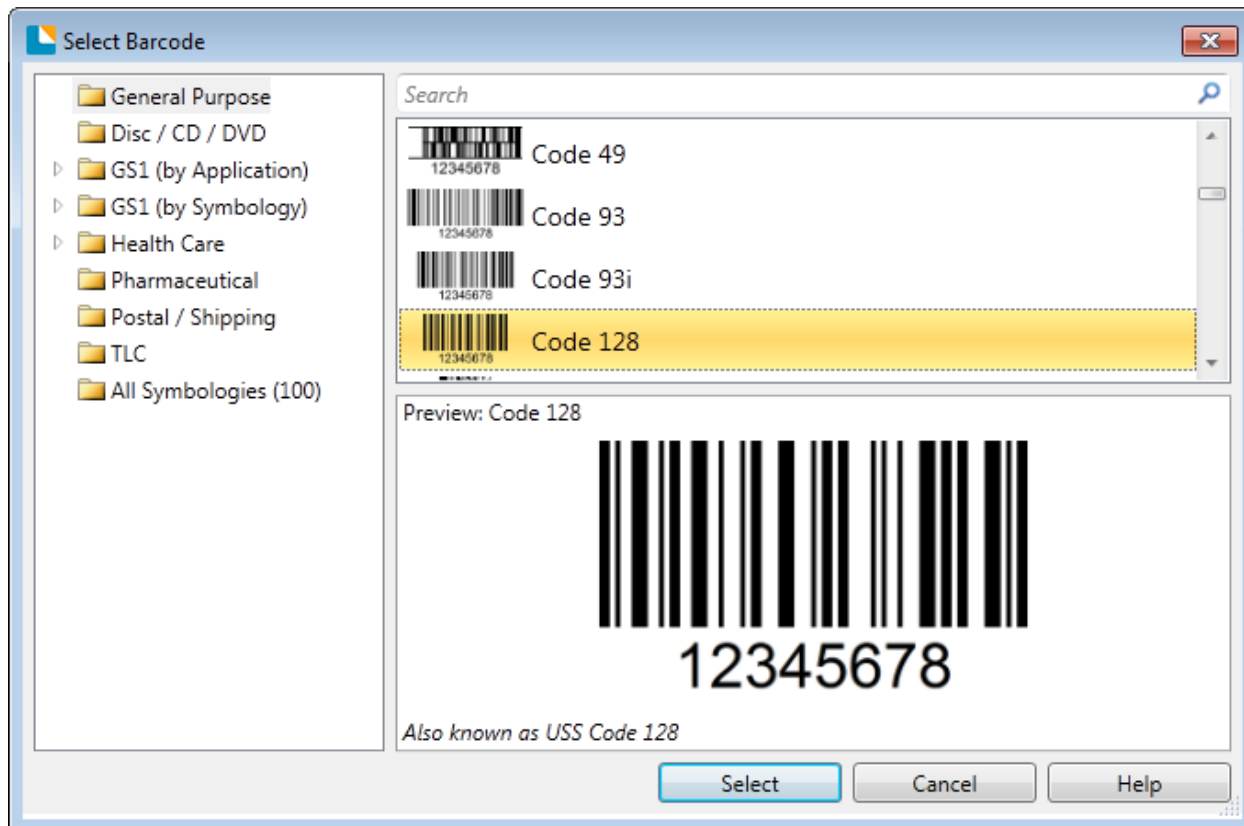 Select Barcode
General Purpose
Disc / CD / DVD
GS1 (by Application)
GS1 (by Symbology)
Health Care
Pharmaceutical
Postal / Shipping
TLC
All Symbologies (100)
Search
12345678
Code 49
12345678
Code 93
12345678
Code 93i
12345678
Code 128
Preview: Code 128
12345678
Also known as USS Code 128
Select
Cancel
Help